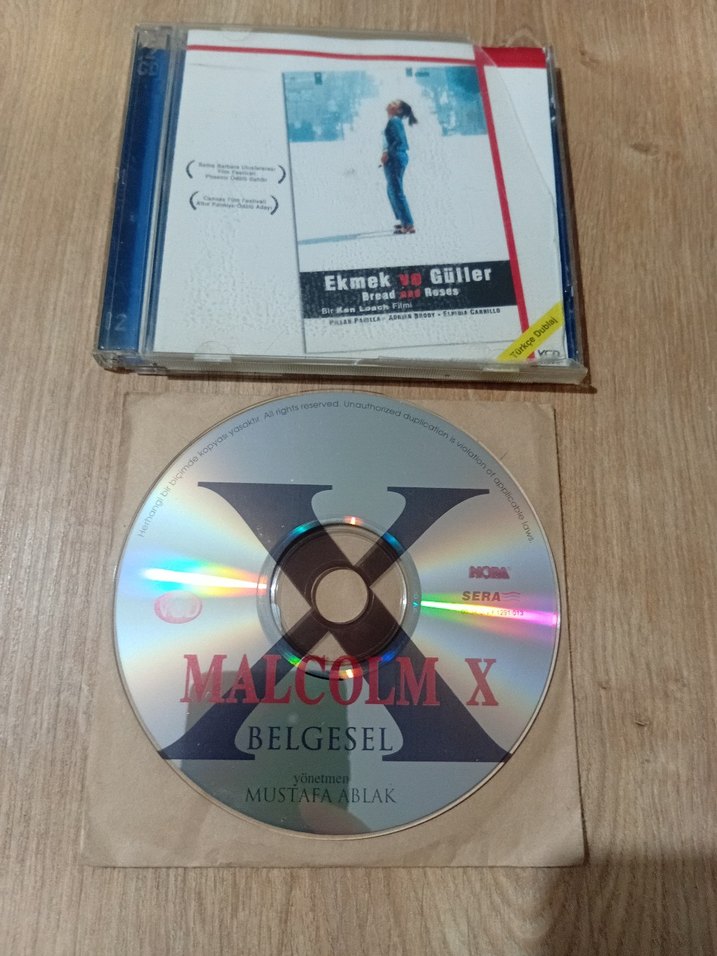 Santa Barbara Uluslararası
Film Festivali
Phoenix Ödülü Sahibi
Cannes Film Festivali
Altın Palmiye Ödülü Adayı
Ekmek ve Güller
Bread and Roses
Bir Ken Loach Filmi
PILAR PADILLA - ADRIEN BRODY - ELPIDIA CARRILLO
Türkçe Dublaj
VCD
2
Herhangi bir biçimde kopyası yasaktır. All rights reserved. Unauthorized duplication is violation of applicable laws.
X
NORA
VCD
SERA
MALCOLM X
BELGESEL
yönetmen
MUSTAFA ABLAK